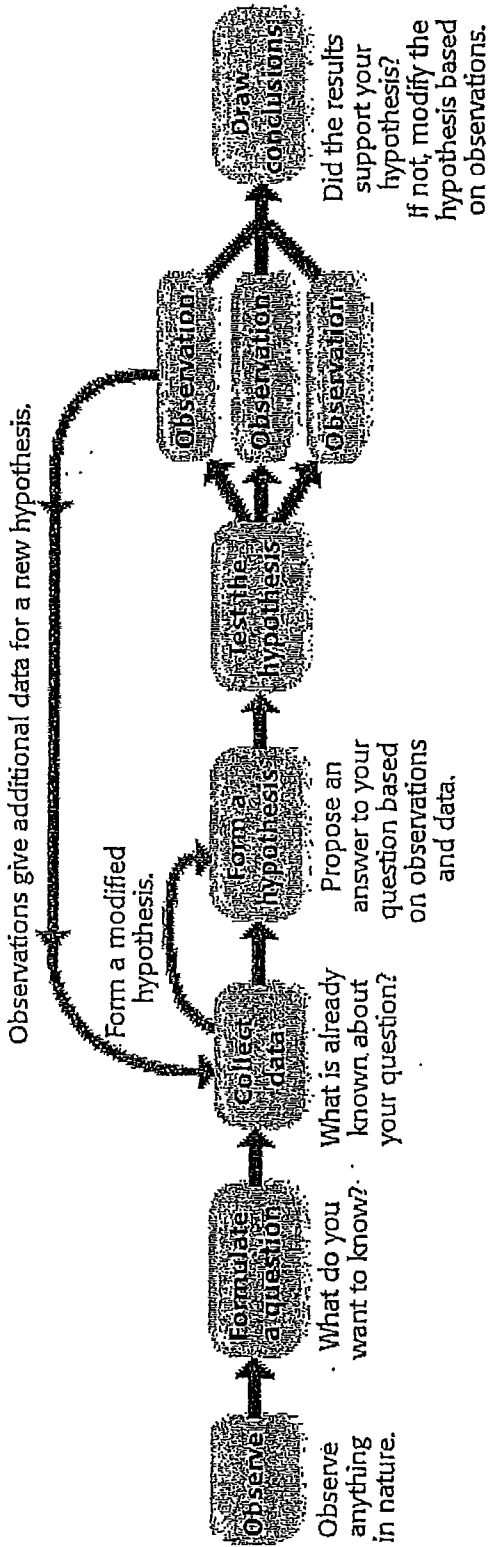 Observations give additional data for a new hypothesis.
Form a modified
hypothesis.
Observe
Observe
anything
in nature.
Formulate
a question
What do you
want to know?
Collect
data
What is already
known about
your question?
Form a
hypothesis
Propose an
answer to your
question based
on observations
and data.
Test the
hypothesis
Observation
Observation
Observation
Draw
conclusions
Did the results
support your
hypothesis?
If not, modify the
hypothesis based
on observations.